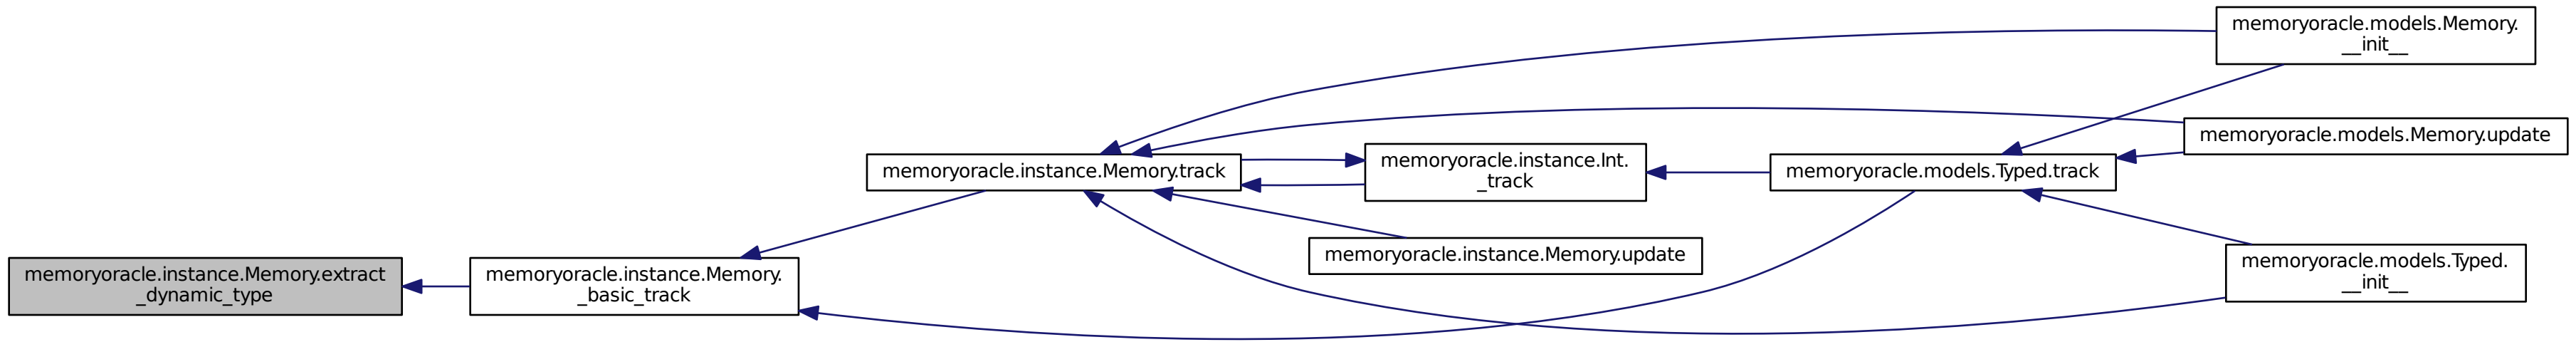 memoryoracle.instance.Memory.extract
_dynamic_type
memoryoracle.instance.Memory.
_basic_track
memoryoracle.instance.Memory.track
memoryoracle.instance.Int.
_track
memoryoracle.instance.Memory.update
memoryoracle.models.Typed.track
memoryoracle.models.Memory.
__init__
memoryoracle.models.Memory.update
memoryoracle.models.Typed.
__init__